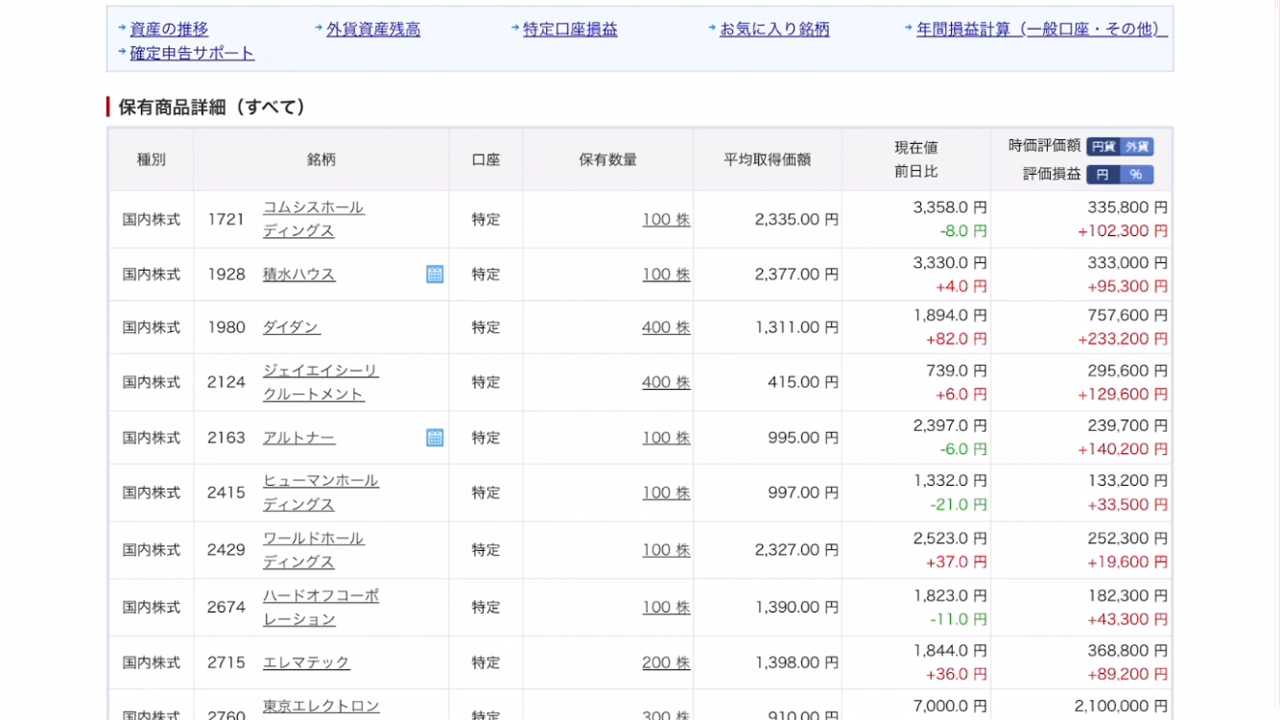 資産の推移 外貨資産残高 特定口座損益 お気に入り銘柄 年間損益計算（一般口座・その他）
確定申告サポート
保有商品詳細（すべて）
種別 銘柄 口座 保有数量 平均取得価額 現在値 前日比 時価評価額 円貨 外貨 評価損益 円 %
国内株式 1721 コムシスホールディングス 特定 100 株 2,335.00 円 3,358.0 円 -8.0 円 335,800 円 +102,300 円
国内株式 1928 積水ハウス 特定 100 株 2,377.00 円 3,330.0 円 +4.0 円 333,000 円 +95,300 円
国内株式 1980 ダイダン 特定 400 株 1,311.00 円 1,894.0 円 +82.0 円 757,600 円 +233,200 円
国内株式 2124 ジェイエイシーリクルートメント 特定 400 株 415.00 円 739.0 円 +6.0 円 295,600 円 +129,600 円
国内株式 2163 アルトナー 特定 100 株 995.00 円 2,397.0 円 -6.0 円 239,700 円 +140,200 円
国内株式 2415 ヒューマンホールディングス 特定 100 株 997.00 円 1,332.0 円 -21.0 円 133,200 円 +33,500 円
国内株式 2429 ワールドホールディングス 特定 100 株 2,327.00 円 2,523.0 円 +37.0 円 252,300 円 +19,600 円
国内株式 2674 ハードオフコーポレーション 特定 100 株 1,390.00 円 1,823.0 円 -11.0 円 182,300 円 +43,300 円
国内株式 2715 エレマテック 特定 200 株 1,398.00 円 1,844.0 円 +36.0 円 368,800 円 +89,200 円
国内株式 2760 東京エレクトロン 特定 300 株 910.00 円 7,000.0 円 2,100,000 円